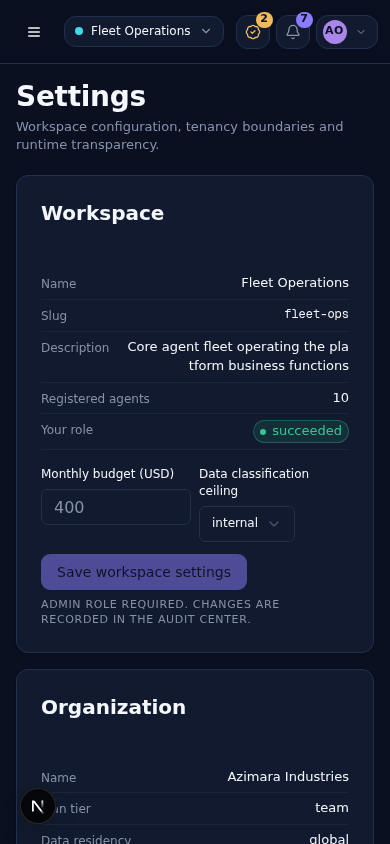 Fleet Operations
2
7
AO
Settings
Workspace configuration, tenancy boundaries and
runtime transparency.
Workspace
Name Fleet Operations
Slug fleet-ops
Description Core agent fleet operating the pla
tform business functions
Registered agents 10
Your role succeeded
Monthly budget (USD)
400
Data classification
ceiling
internal
Save workspace settings
ADMIN ROLE REQUIRED. CHANGES ARE
RECORDED IN THE AUDIT CENTER.
Organization
Name Azimara Industries
N
tier team
Data residency global